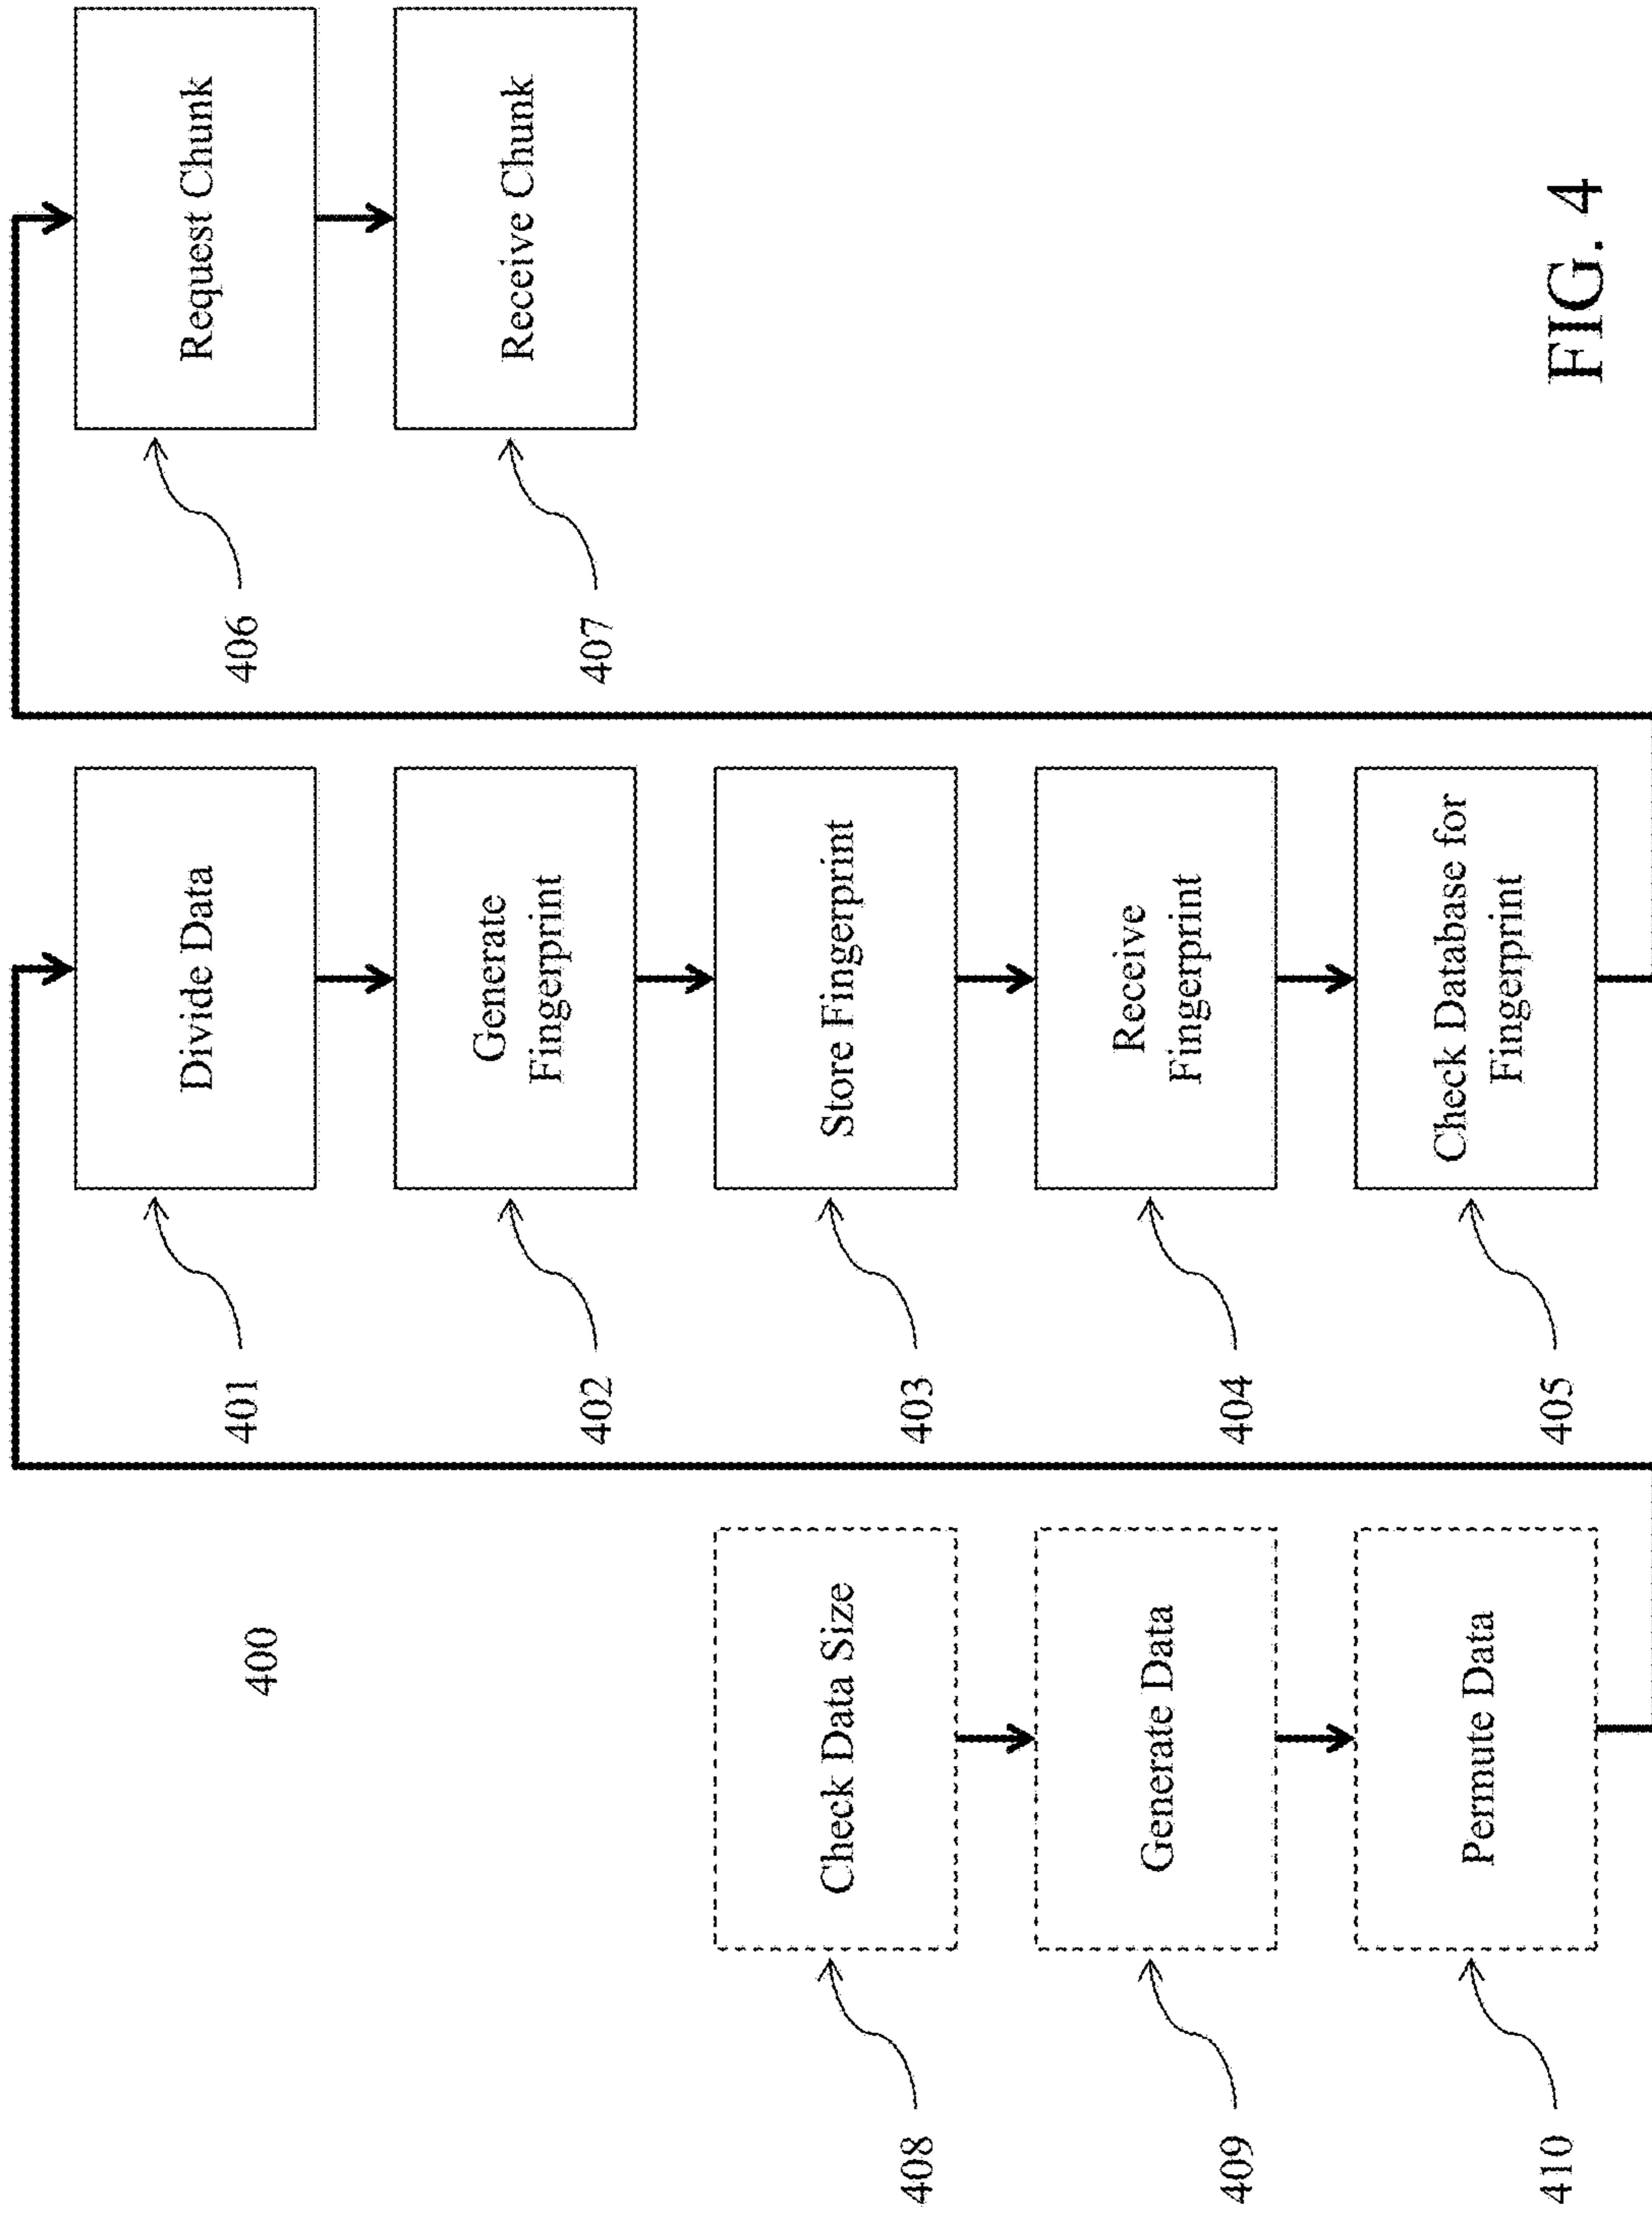 400
408
Check Data Size
409
Generate Data
410
Permute Data
401
Divide Data
402
Generate
Fingerprint
403
Store Fingerprint
404
Receive
Fingerprint
405
Check Database for
Fingerprint
406
Request Chunk
407
Receive Chunk
FIG. 4